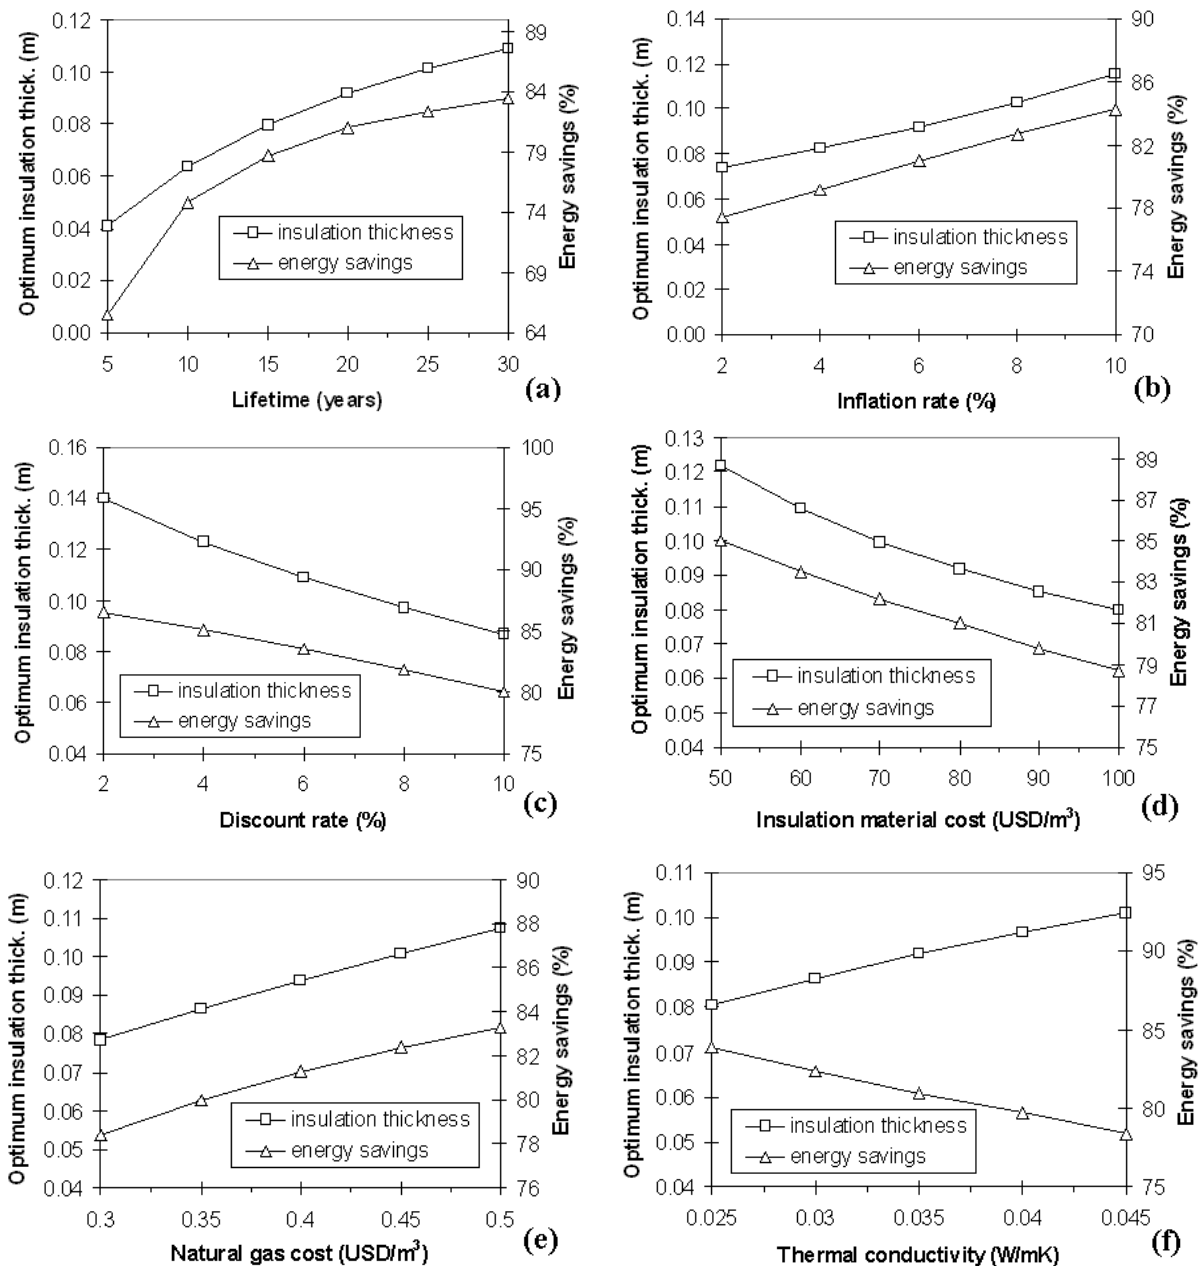 Optimum insulation thick. (m)
0.12
0.10
0.08
0.06
0.04
0.02
0.00
89
84
79
74
69
64
Energy savings (%)
insulation thickness
energy savings
5 10 15 20 25 30
Lifetime (years)
(a)
Optimum insulation thick. (m)
0.14
0.12
0.10
0.08
0.06
0.04
0.02
0.00
90
86
82
78
74
70
Energy savings (%)
insulation thickness
energy savings
2 4 6 8 10
Inflation rate (%)
(b)
Optimum insulation thick. (m)
0.16
0.14
0.12
0.10
0.08
0.06
0.04
100
95
90
85
80
75
Energy savings (%)
insulation thickness
energy savings
2 4 6 8 10
Discount rate (%)
(c)
Optimum insulation thick. (m)
0.13
0.12
0.11
0.10
0.09
0.08
0.07
0.06
0.05
0.04
89
87
85
83
81
79
77
75
Energy savings (%)
insulation thickness
energy savings
50 60 70 80 90 100
Insulation material cost (USD/m³)
(d)
Optimum insulation thick. (m)
0.12
0.11
0.10
0.09
0.08
0.07
0.06
0.05
0.04
90
88
86
84
82
80
78
76
Energy savings (%)
insulation thickness
energy savings
0.3 0.35 0.4 0.45 0.5
Natural gas cost (USD/m³)
(e)
Optimum insulation thick. (m)
0.11
0.10
0.09
0.08
0.07
0.06
0.05
0.04
95
90
85
80
75
Energy savings (%)
insulation thickness
energy savings
0.025 0.03 0.035 0.04 0.045
Thermal conductivity (W/mK)
(f)